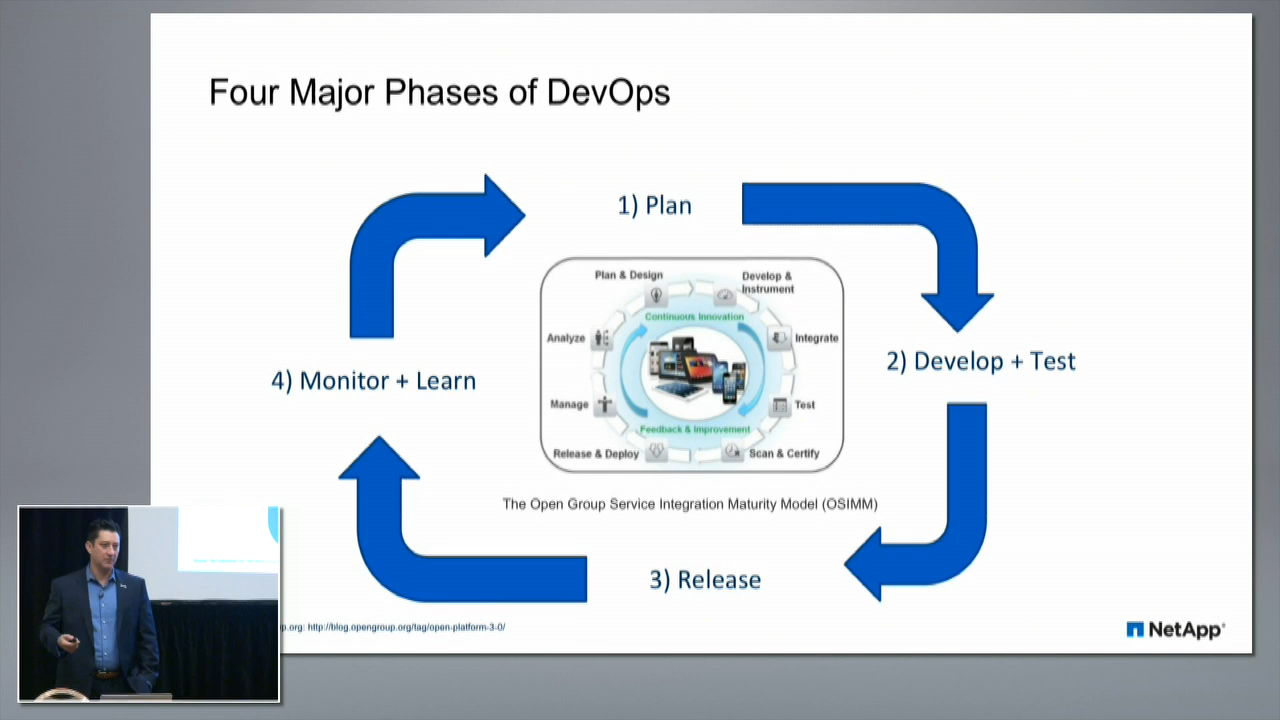 Four Major Phases of DevOps
1) Plan
Plan & Design
Develop &
Instrument
Continuous Innovation
Analyze
Integrate
2) Develop + Test
4) Monitor + Learn
Manage
Test
Feedback & Improvement
Release & Deploy
Scan & Certify
The Open Group Service Integration Maturity Model (OSIMM)
3) Release
p.org: http://blog.opengroup.org/tag/open-platform-3-0/
NetApp